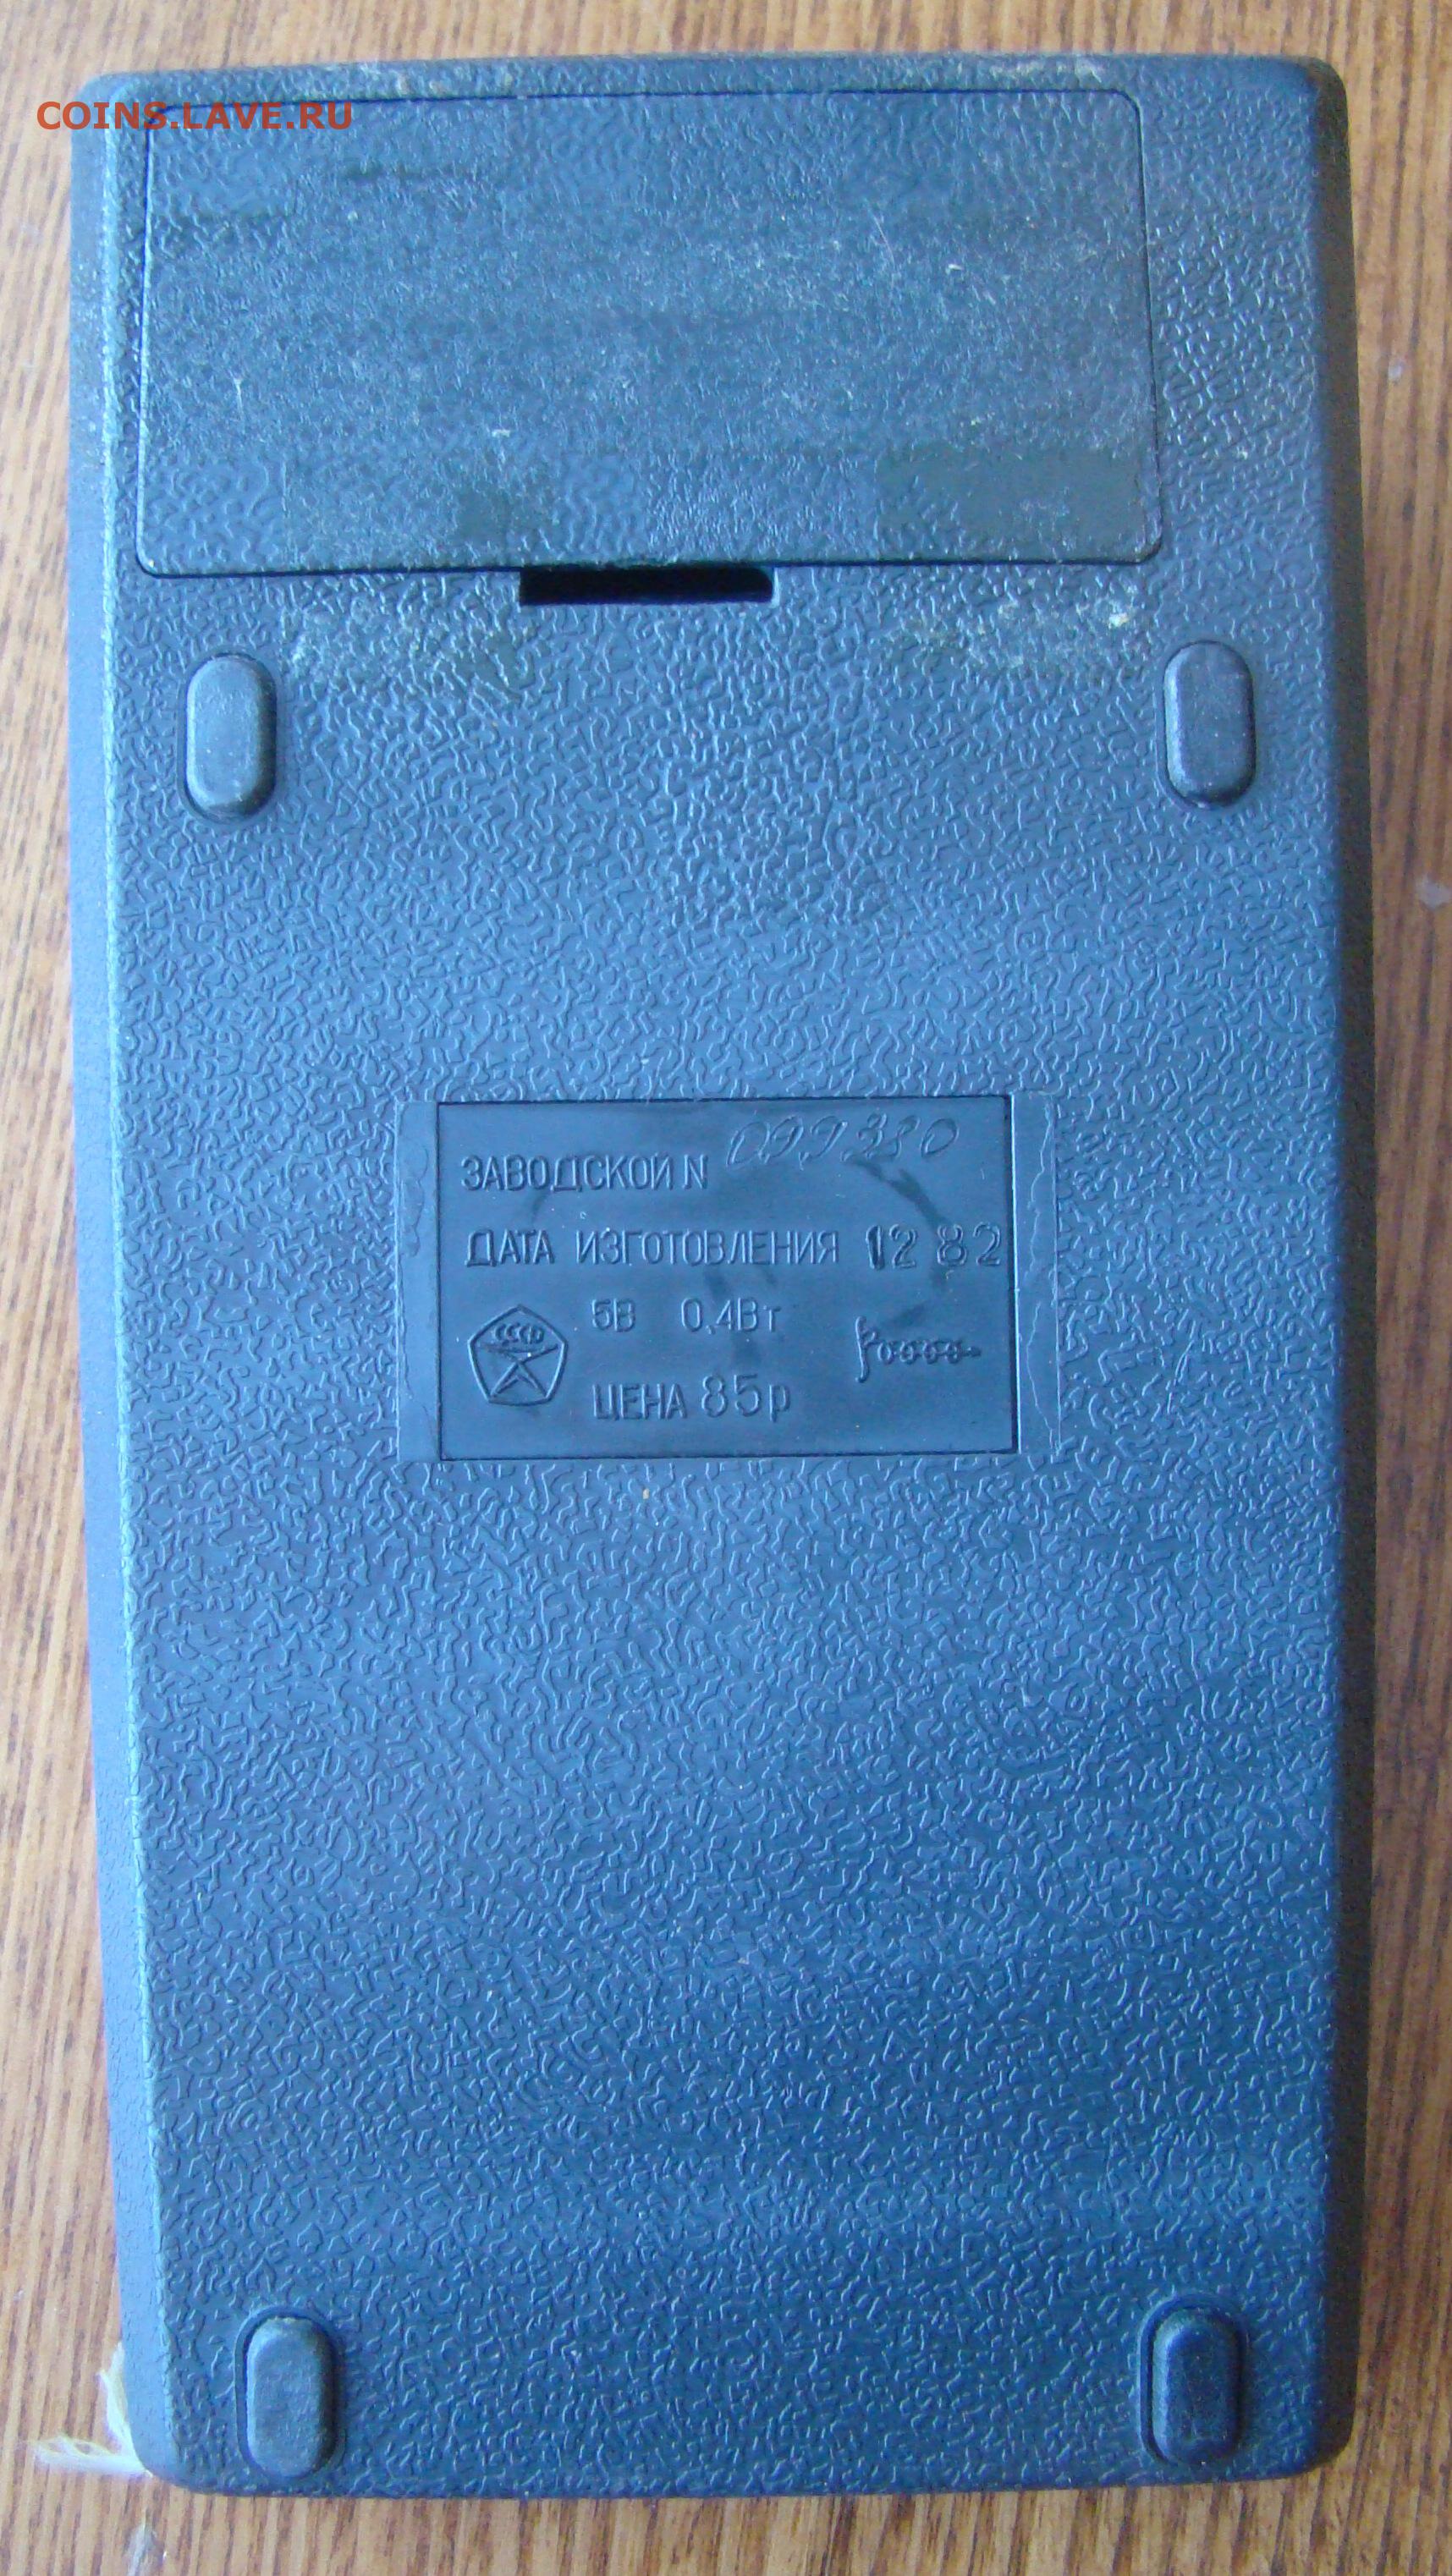 COINS.LAVE.RU
ЗАВОДСКОЙ N
ДАТА ИЗГОТОВЛЕНИЯ 12 82
5В 0,4Вт
СССР
ЦЕНА 85р